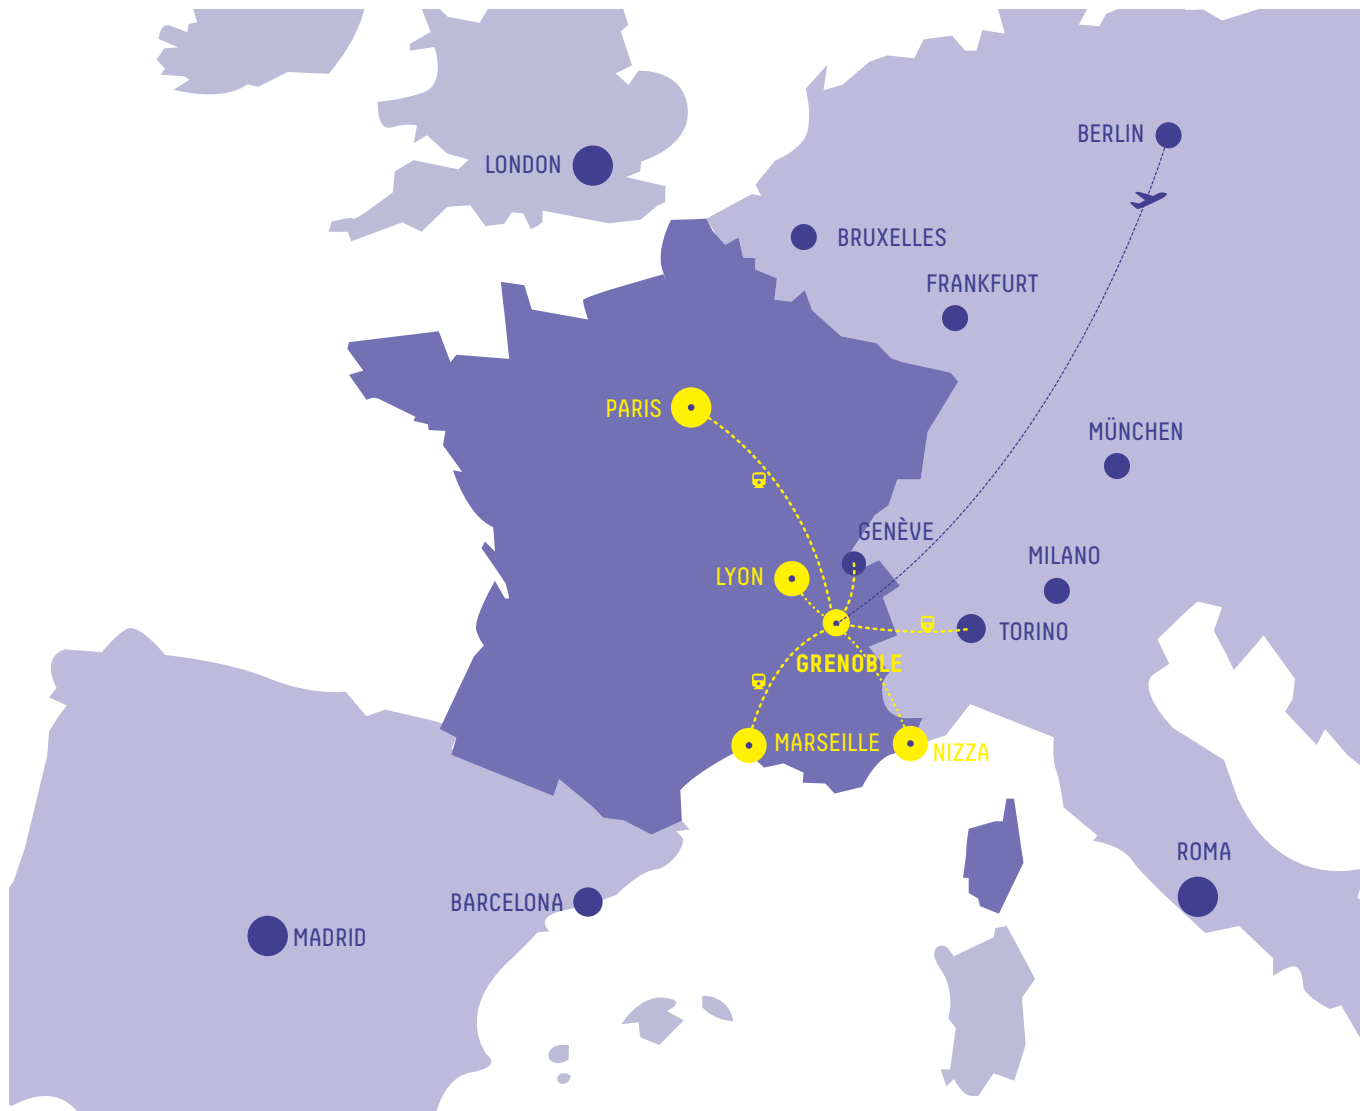 BERLIN
LONDON
BRUXELLES
FRANKFURT
PARIS
MÜNCHEN
GENÈVE
MILANO
LYON
TORINO
GRENOBLE
MARSEILLE
NIZZA
ROMA
BARCELONA
MADRID